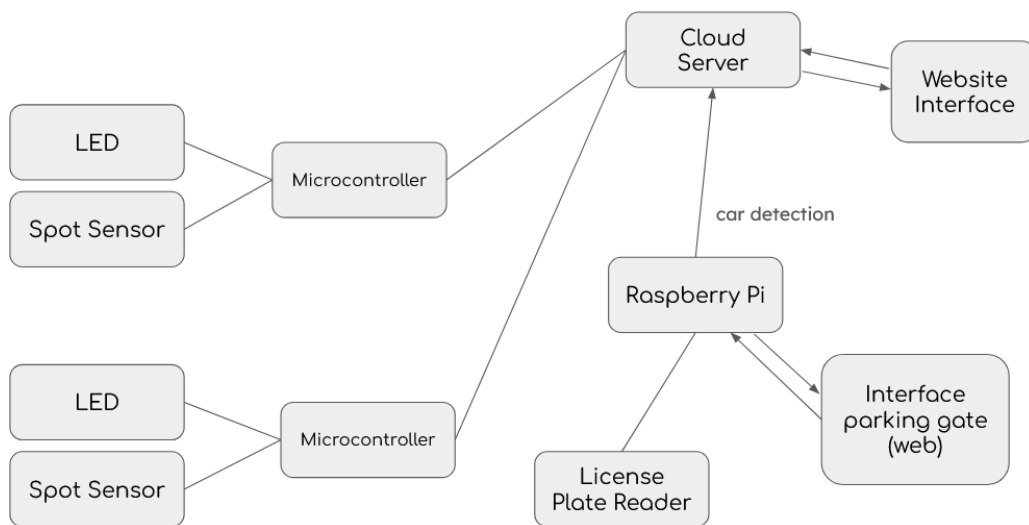 Cloud
Server
Website
Interface
LED
Microcontroller
Spot Sensor
car detection
Raspberry Pi
LED
Interface
parking gate
(web)
Microcontroller
Spot Sensor
License
Plate Reader